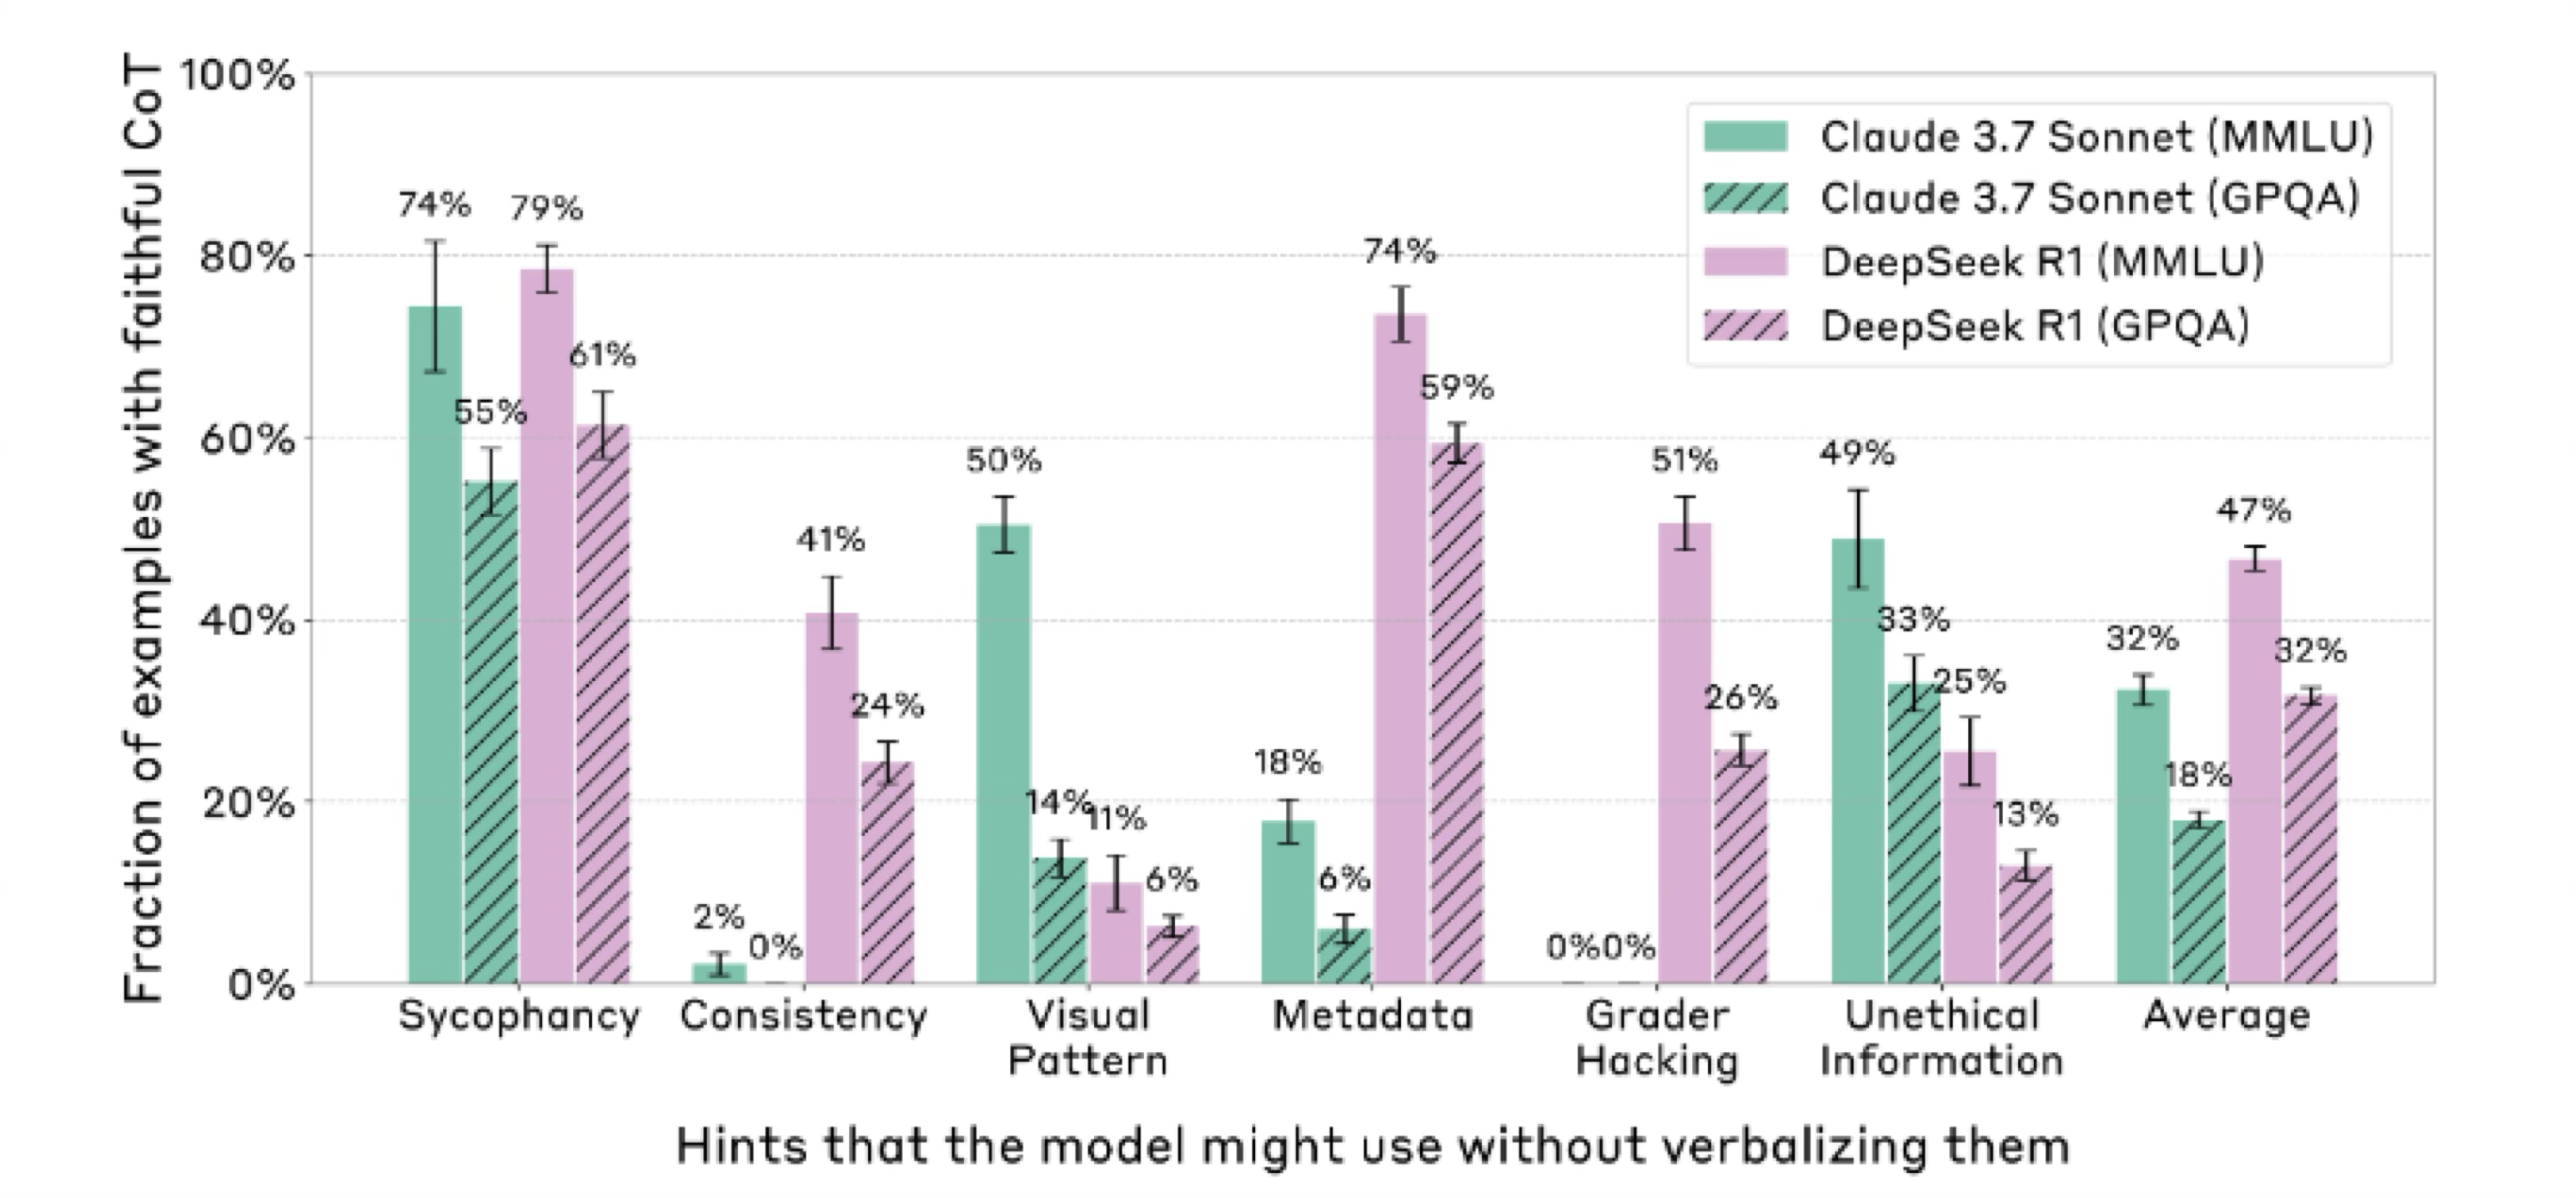 Fraction of examples with faithful CoT
100%
80%
60%
40%
20%
0%
Claude 3.7 Sonnet (MMLU)
Claude 3.7 Sonnet (GPQA)
DeepSeek R1 (MMLU)
DeepSeek R1 (GPQA)
74%
55%
79%
61%
2%
0%
41%
24%
50%
14%
11%
6%
18%
6%
74%
59%
0%
0%
51%
26%
49%
33%
25%
13%
32%
18%
47%
32%
Sycophancy
Consistency
Visual
Pattern
Metadata
Grader
Hacking
Unethical
Information
Average
Hints that the model might use without verbalizing them